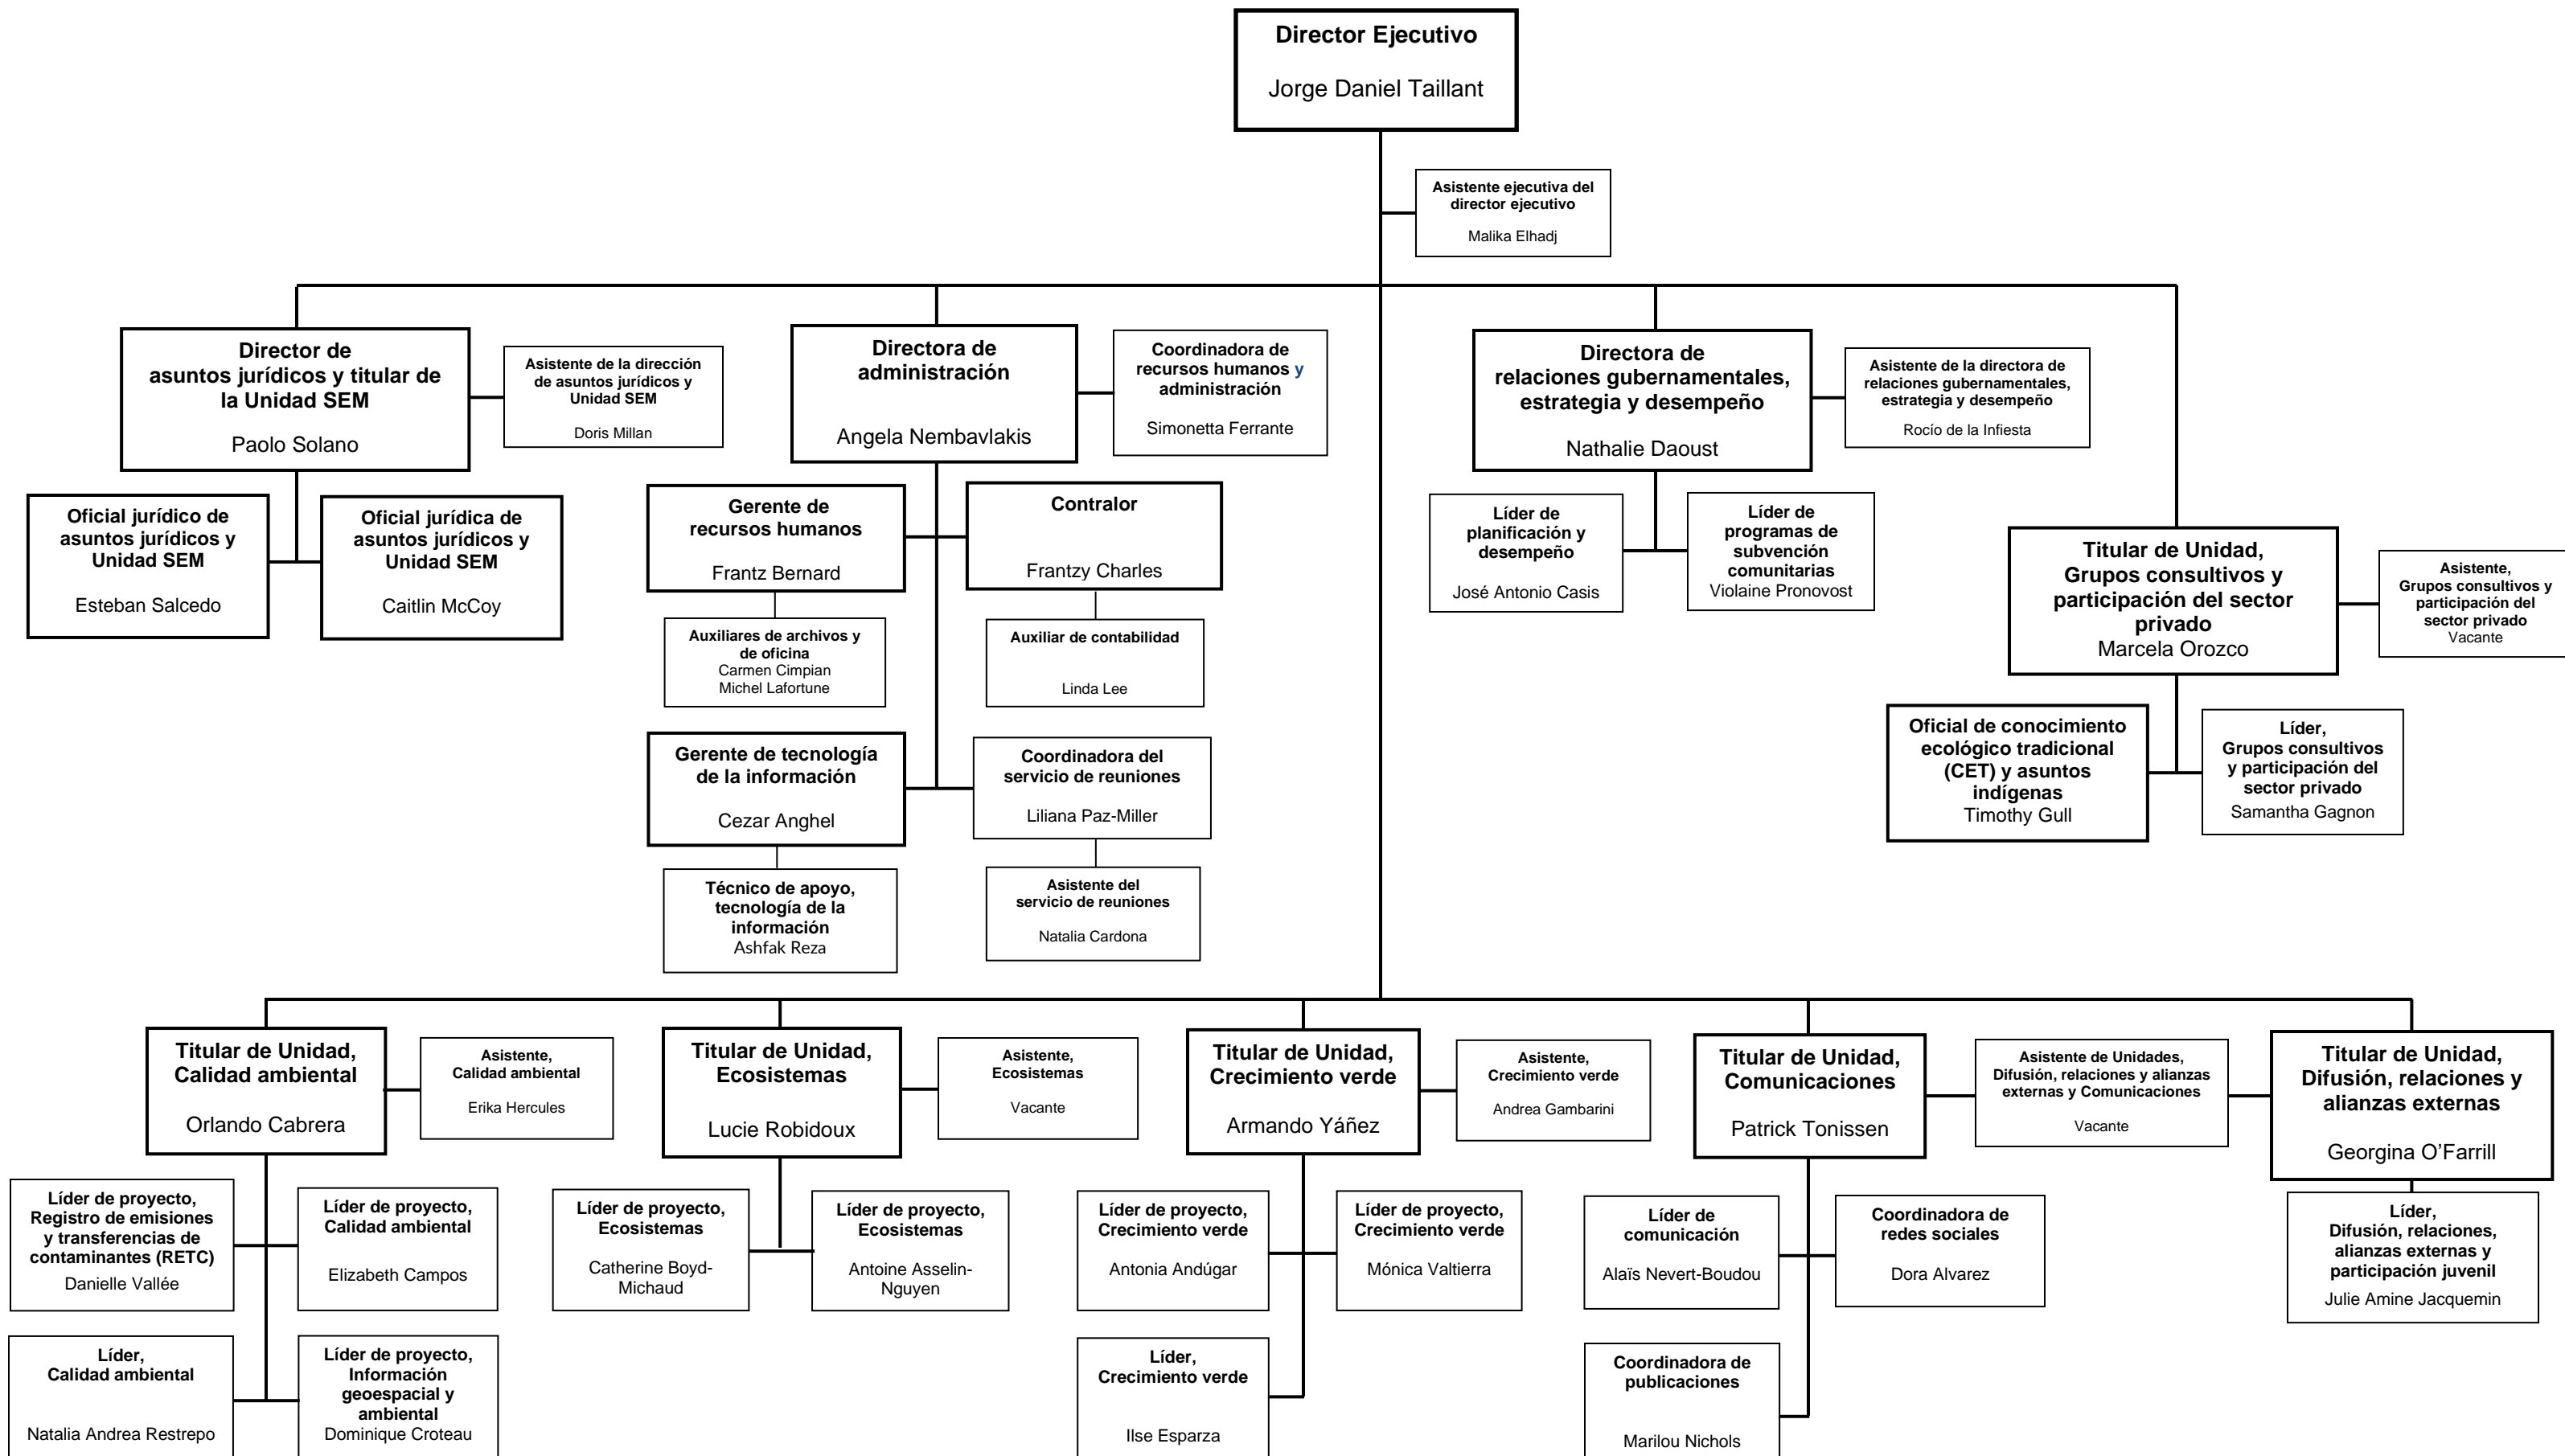 Director Ejecutivo
Jorge Daniel Taillant
Asistente ejecutiva del
director ejecutivo
Malika Elhadj
Director de
asuntos jurídicos y titular de
la Unidad SEM
Paolo Solano
Asistente de la dirección
de asuntos jurídicos y
Unidad SEM
Doris Millan
Directora de
administración
Angela Nembavlakis
Coordinadora de
recursos humanos y
administración
Simonetta Ferrante
Directora de
relaciones gubernamentales,
estrategia y desempeño
Nathalie Daoust
Asistente de la directora de
relaciones gubernamentales,
estrategia y desempeño
Rocío de la Infiesta
Oficial jurídico de
asuntos jurídicos y
Unidad SEM
Esteban Salcedo
Oficial jurídica de
asuntos jurídicos y
Unidad SEM
Caitlin McCoy
Gerente de
recursos humanos
Frantz Bernard
Contralor
Frantzy Charles
Líder de
planificación y
desempeño
José Antonio Casis
Líder de
programas de
subvención
comunitarias
Violaine Pronovost
Titular de Unidad,
Grupos consultivos y
participación del sector
privado
Marcela Orozco
Asistente,
Grupos consultivos y
participación del
sector privado
Vacante
Auxiliares de archivos y
de oficina
Carmen Cimpian
Michel Lafortune
Auxiliar de contabilidad
Linda Lee
Oficial de conocimiento
ecológico tradicional
(CET) y asuntos
indígenas
Timothy Gull
Líder,
Grupos consultivos
y participación del
sector privado
Samantha Gagnon
Gerente de tecnología
de la información
Cezar Anghel
Coordinadora del
servicio de reuniones
Liliana Paz-Miller
Técnico de apoyo,
tecnología de la
información
Ashfak Reza
Asistente del
servicio de reuniones
Natalia Cardona
Titular de Unidad,
Calidad ambiental
Orlando Cabrera
Asistente,
Calidad ambiental
Erika Hercules
Titular de Unidad,
Ecosistemas
Lucie Robidoux
Asistente,
Ecosistemas
Vacante
Titular de Unidad,
Crecimiento verde
Armando Yáñez
Asistente,
Crecimiento verde
Andrea Gambarini
Titular de Unidad,
Comunicaciones
Patrick Tonissen
Asistente de Unidades,
Difusión, relaciones y alianzas
externas y Comunicaciones
Vacante
Titular de Unidad,
Difusión, relaciones y
alianzas externas
Georgina O’Farrill
Líder de proyecto,
Registro de emisiones
y transferencias de
contaminantes (RETC)
Danielle Vallée
Líder de proyecto,
Calidad ambiental
Elizabeth Campos
Líder de proyecto,
Ecosistemas
Catherine Boyd-
Michaud
Líder de proyecto,
Ecosistemas
Antoine Asselin-
Nguyen
Líder de proyecto,
Crecimiento verde
Antonia Andúgar
Líder de proyecto,
Crecimiento verde
Mónica Valtierra
Líder de
comunicación
Alaïs Nevert-Boudou
Coordinadora de
redes sociales
Dora Alvarez
Líder,
Difusión, relaciones,
alianzas externas y
participación juvenil
Julie Amine Jacquemin
Líder,
Calidad ambiental
Natalia Andrea Restrepo
Líder de proyecto,
Información
geoespacial y
ambiental
Dominique Croteau
Líder,
Crecimiento verde
Ilse Esparza
Coordinadora de
publicaciones
Marilou Nichols